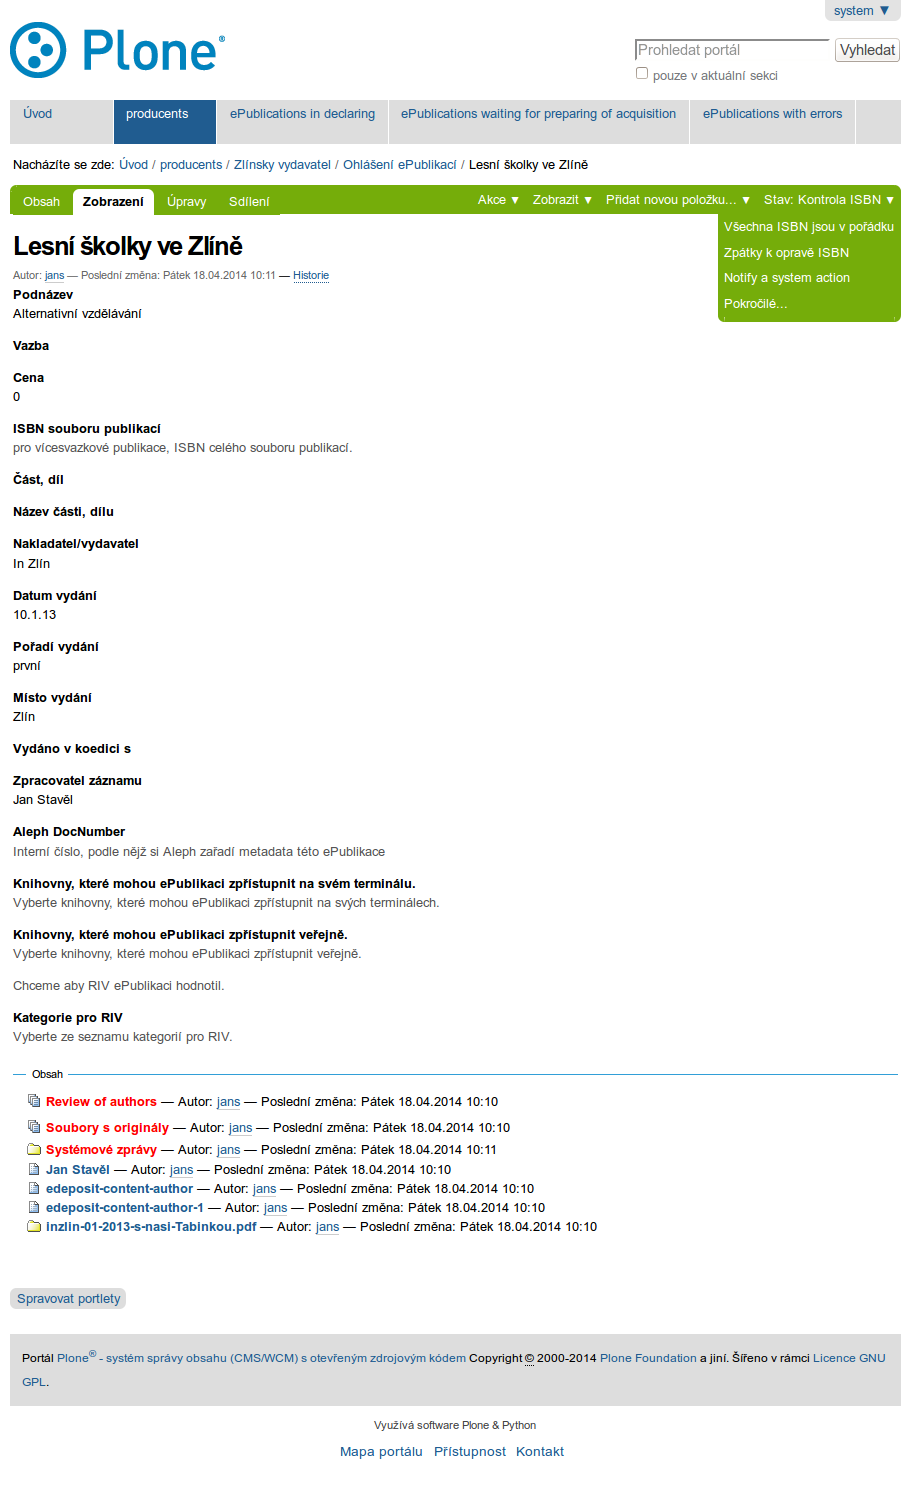 system ▼
Plone®
Prohledat portál
Vyhledat
pouze v aktuální sekci
Úvod
producents
ePublications in declaring
ePublications waiting for preparing of acquisition
ePublications with errors
Nacházíte se zde: Úvod / producents / Zlínsky vydavatel / Ohlášení ePublikací / Lesní školky ve Zlíně
Obsah
Zobrazení
Úpravy
Sdílení
Akce ▼
Zobrazit ▼
Přidat novou položku… ▼
Stav: Kontrola ISBN ▼
Všechna ISBN jsou v pořádku
Zpátky k opravě ISBN
Notify a system action
Pokročilé…
Lesní školky ve Zlíně
Autor: jans — Poslední změna: Pátek 18.04.2014 10:11 — Historie
Podnázev
Alternativní vzdělávání
Vazba
Cena
0
ISBN souboru publikací
pro vícesvazkové publikace, ISBN celého souboru publikací.
Část, díl
Název části, dílu
Nakladatel/vydavatel
In Zlín
Datum vydání
10.1.13
Pořadí vydání
první
Místo vydání
Zlín
Vydáno v koedici s
Zpracovatel záznamu
Jan Stavěl
Aleph DocNumber
Interní číslo, podle nějž si Aleph zařadí metadata této ePublikace
Knihovny, které mohou ePublikaci zpřístupnit na svém terminálu.
Vyberte knihovny, které mohou ePublikaci zpřístupnit na svých terminálech.
Knihovny, které mohou ePublikaci zpřístupnit veřejně.
Vyberte knihovny, které mohou ePublikaci zpřístupnit veřejně.
Chceme aby RIV ePublikaci hodnotil.
Kategorie pro RIV
Vyberte ze seznamu kategorií pro RIV.
Obsah
Review of authors — Autor: jans — Poslední změna: Pátek 18.04.2014 10:10
Soubory s originály — Autor: jans — Poslední změna: Pátek 18.04.2014 10:10
Systémové zprávy — Autor: jans — Poslední změna: Pátek 18.04.2014 10:11
Jan Stavěl — Autor: jans — Poslední změna: Pátek 18.04.2014 10:10
edeposit-content-author — Autor: jans — Poslední změna: Pátek 18.04.2014 10:10
edeposit-content-author-1 — Autor: jans — Poslední změna: Pátek 18.04.2014 10:10
inzlin-01-2013-s-nasi-Tabinkou.pdf — Autor: jans — Poslední změna: Pátek 18.04.2014 10:10
Spravovat portlety
Portál Plone® - systém správy obsahu (CMS/WCM) s otevřeným zdrojovým kódem Copyright © 2000-2014 Plone Foundation a jiní. Šířeno v rámci Licence GNU
GPL.
Využívá software Plone & Python
Mapa portálu
Přístupnost
Kontakt